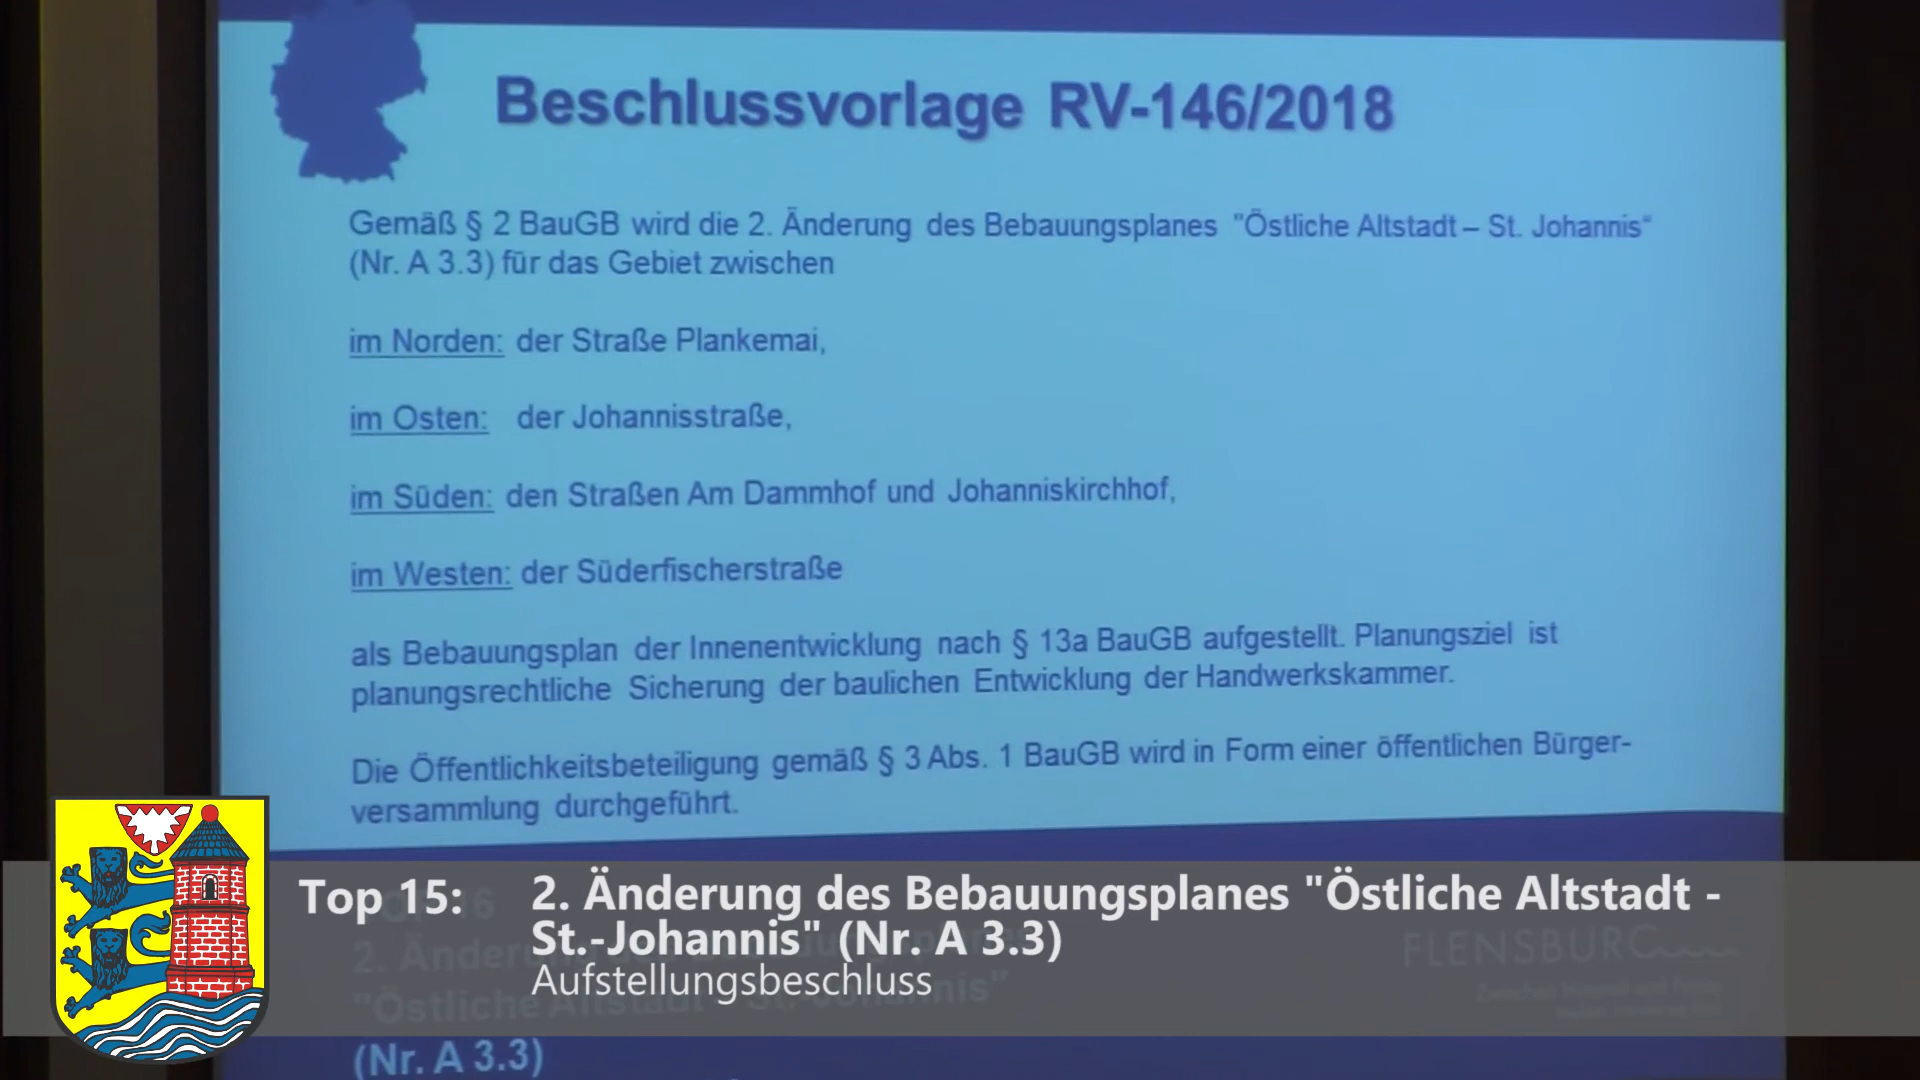 Beschlussvorlage RV-146/2018
Gemäß § 2 BauGB wird die 2. Änderung des Bebauungsplanes "Östliche Altstadt – St. Johannis“
(Nr. A 3.3) für das Gebiet zwischen
im Norden: der Straße Plankemai,
im Osten: der Johannisstraße,
im Süden: den Straßen Am Dammhof und Johanniskirchhof,
im Westen: der Süderfischerstraße
als Bebauungsplan der Innenentwicklung nach § 13a BauGB aufgestellt. Planungsziel ist
planungsrechtliche Sicherung der baulichen Entwicklung der Handwerkskammer.
Die Öffentlichkeitsbeteiligung gemäß § 3 Abs. 1 BauGB wird in Form einer öffentlichen Bürger-
versammlung durchgeführt.
Top 15: 2. Änderung des Bebauungsplanes "Östliche Altstadt -
St.-Johannis" (Nr. A 3.3)
Aufstellungsbeschluss
FLENSBURG
2. Änder
"Östliche Altstadt
(Nr. A 3.3)